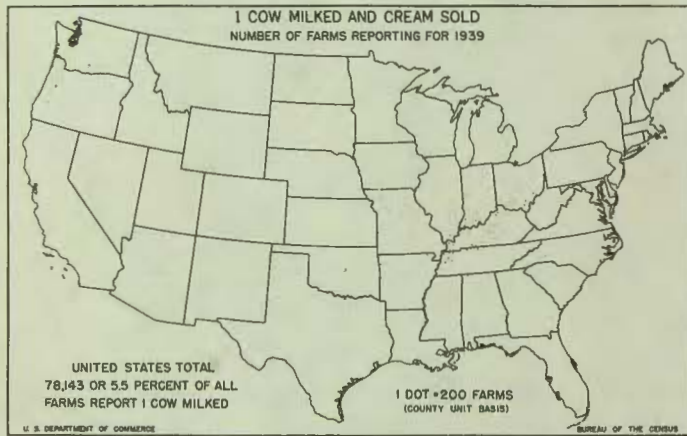 1 COW MILKED AND CREAM SOLD
NUMBER OF FARMS REPORTING FOR 1939
UNITED STATES TOTAL
78,143 OR 5.5 PERCENT OF ALL
FARMS REPORT 1 COW MILKED
1 DOT = 200 FARMS
(COUNTY UNIT BASIS)
U. S. DEPARTMENT OF COMMERCE
BUREAU OF THE CENSUS